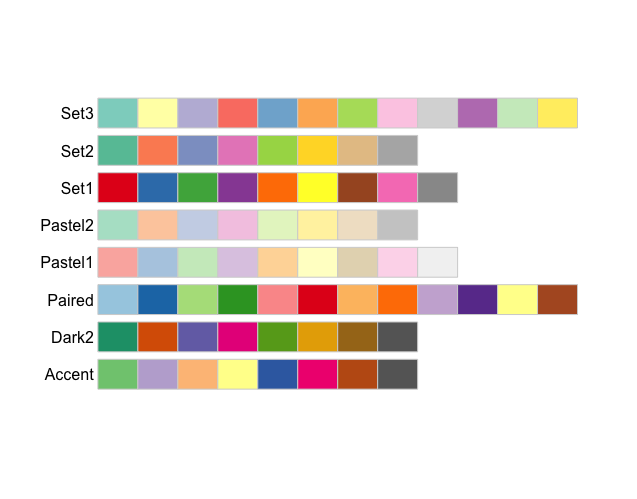 Set3
Set2
Set1
Pastel2
Pastel1
Paired
Dark2
Accent